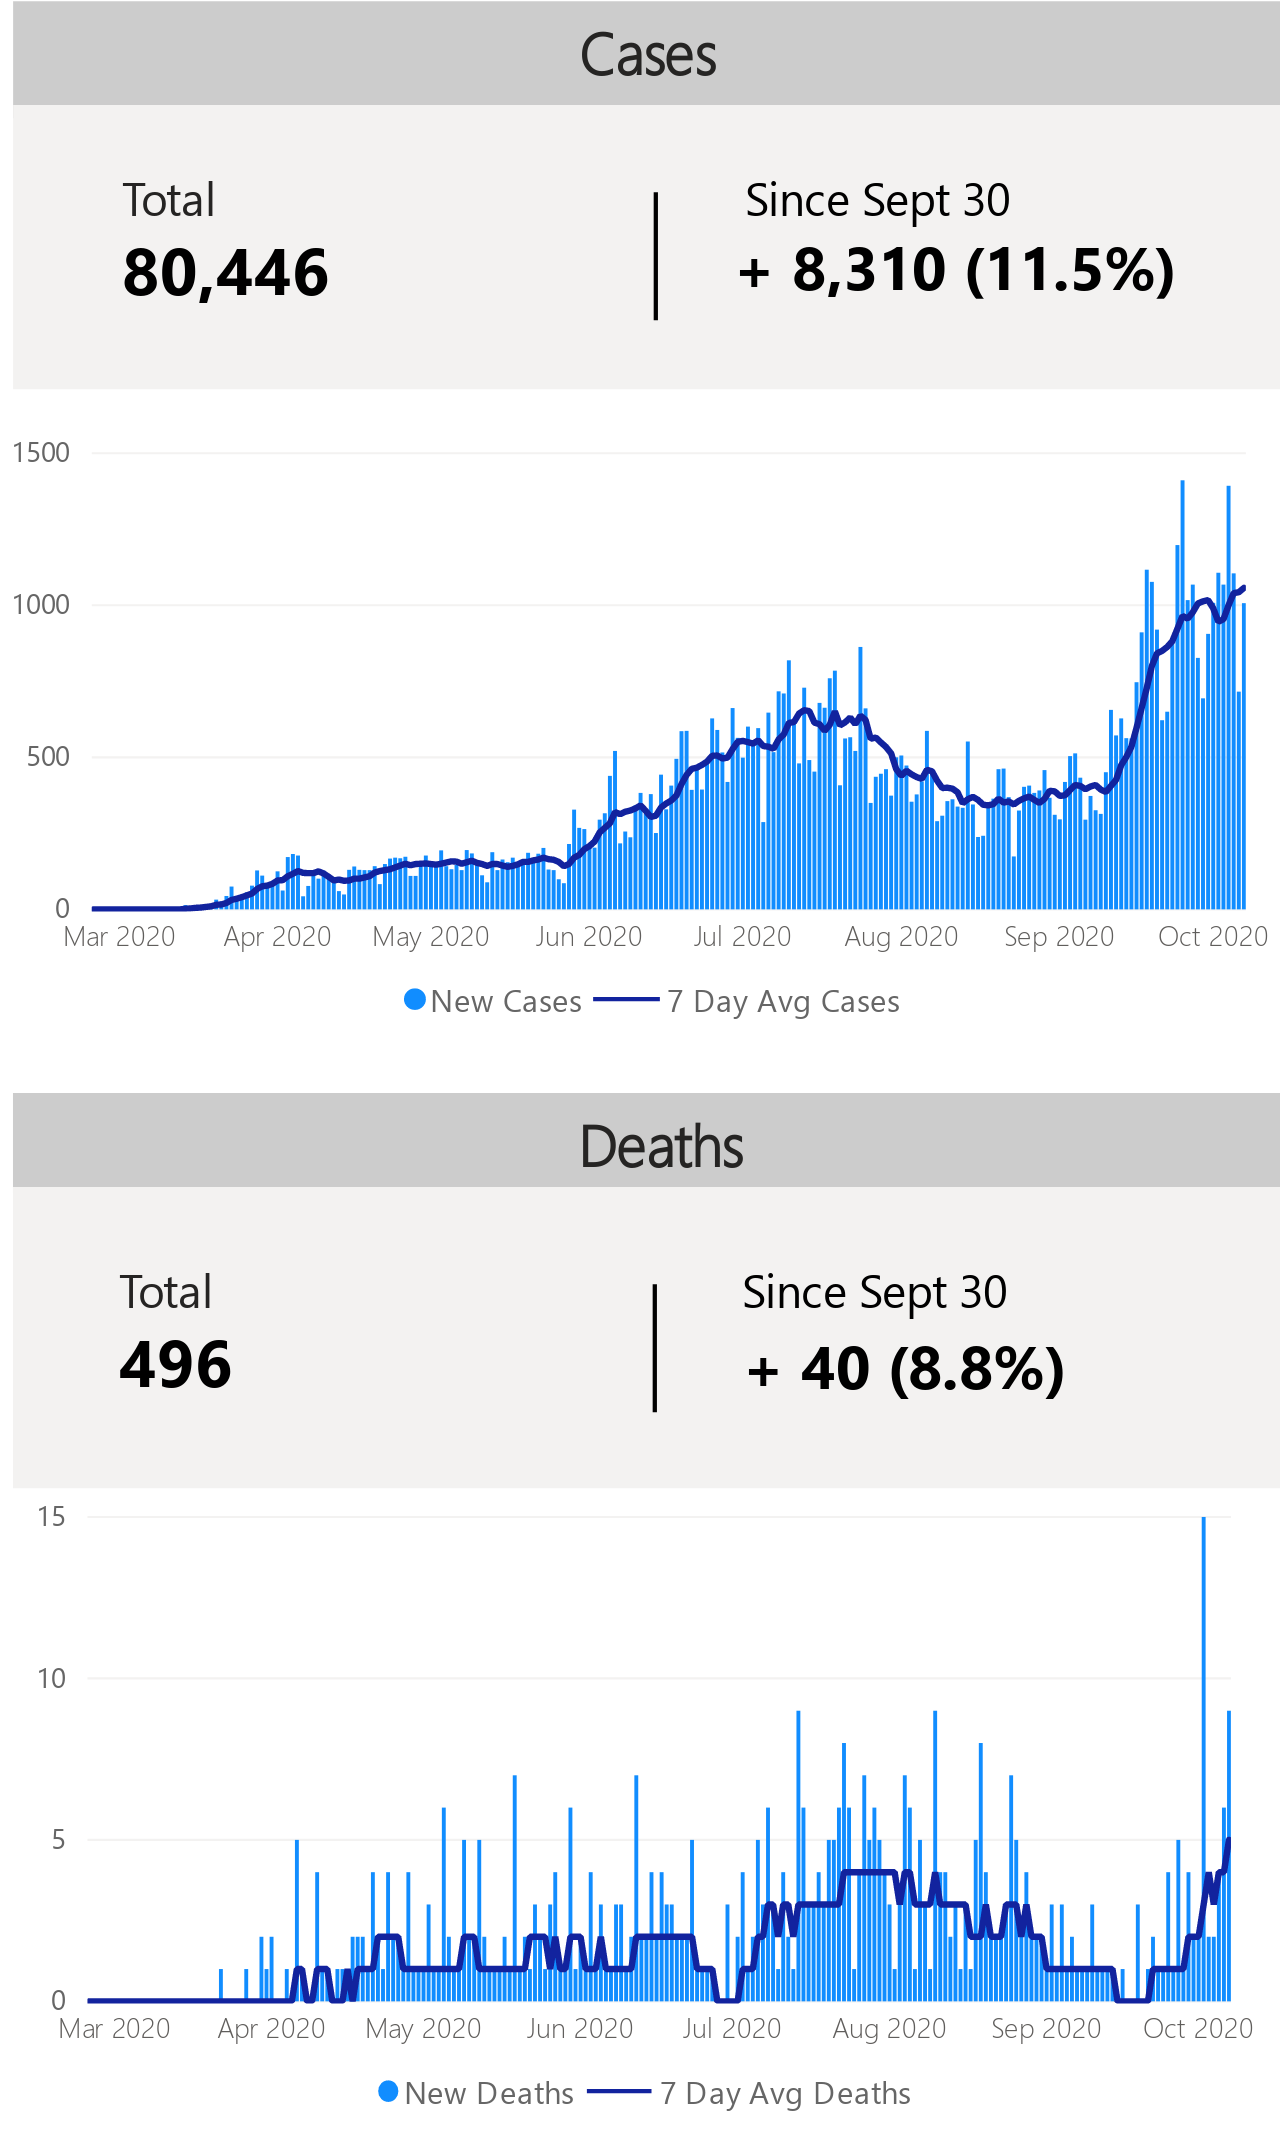 Cases
Total
Since Sept 30
80,446
+ 8,310 (11.5%)
1500
1000
500
0
Mar 2020 Apr 2020 May 2020 Jun 2020 Jul 2020 Aug 2020 Sep 2020 Oct 2020
New Cases 7 Day Avg Cases
Deaths
Total
Since Sept 30
496
+ 40 (8.8%)
15
10
5
0
Mar 2020 Apr 2020 May 2020 Jun 2020 Jul 2020 Aug 2020 Sep 2020 Oct 2020
New Deaths 7 Day Avg Deaths